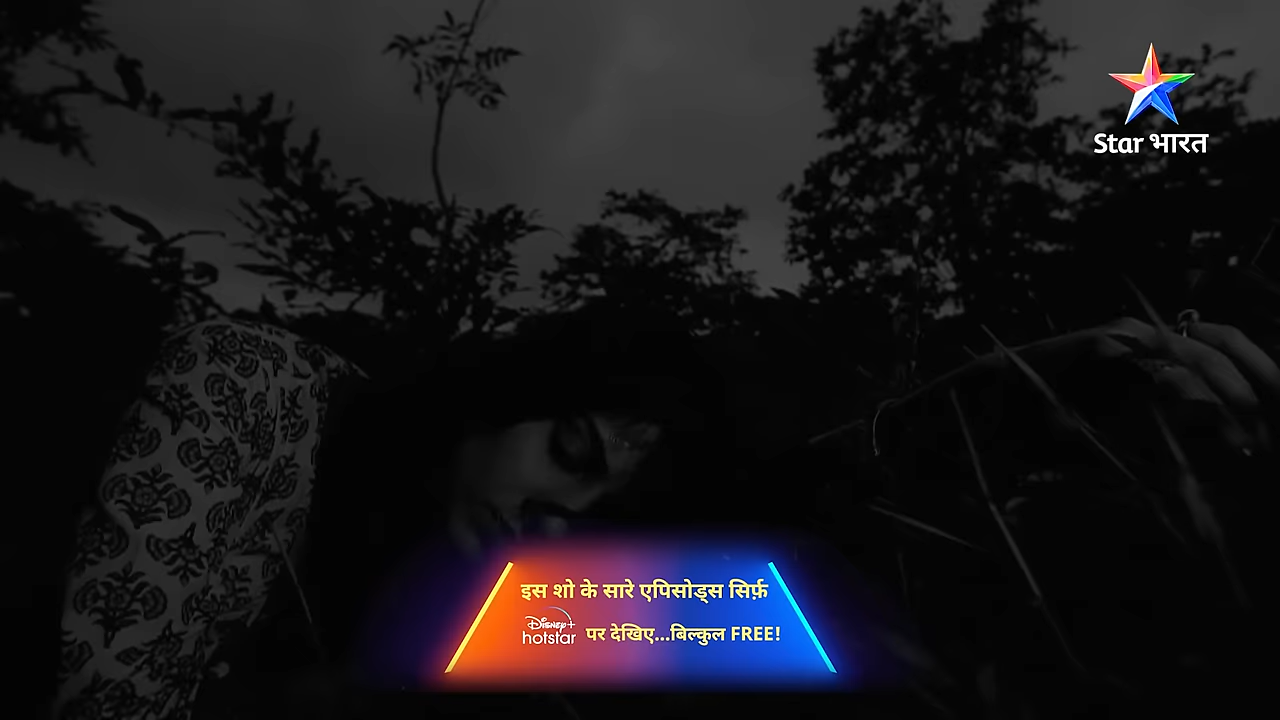 Star भारत
इस शो के सारे एपिसोड्स सिर्फ़
Disney+
hotstar पर देखिए...बिल्कुल FREE!